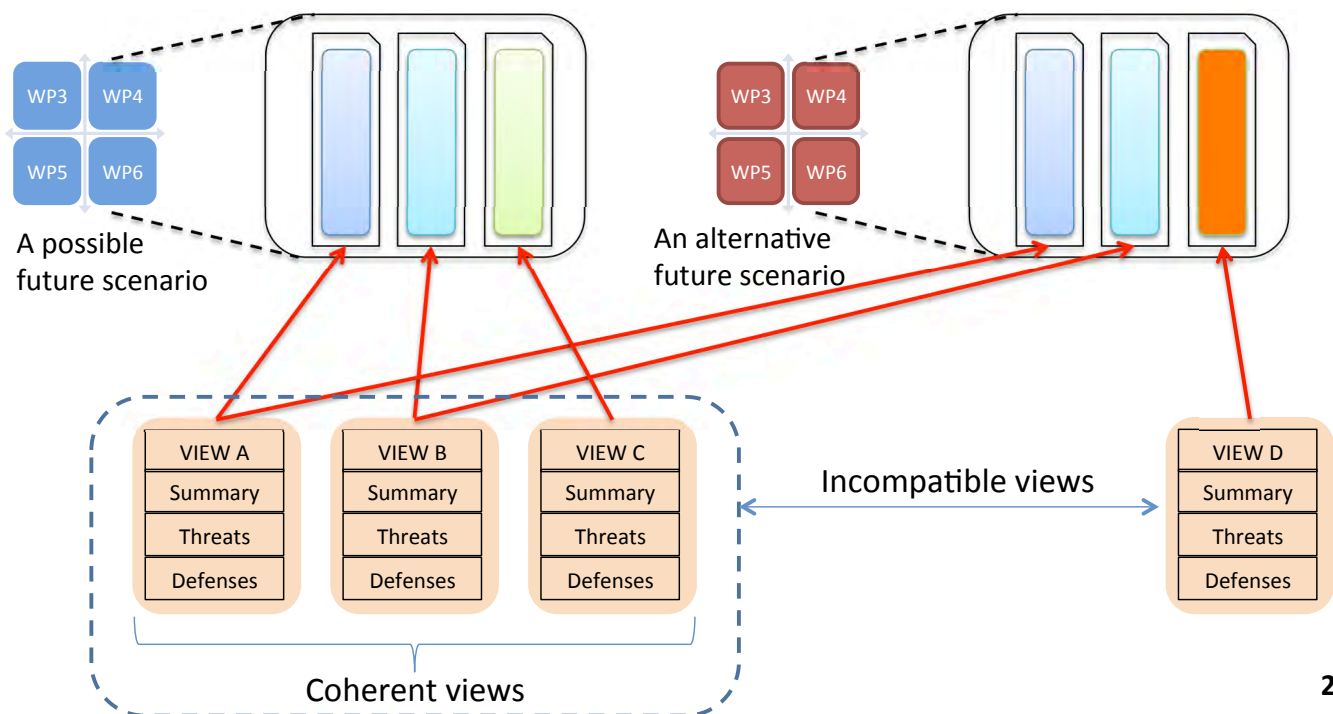 WP3 WP4
WP5 WP6
A possible
future scenario
WP3 WP4
WP5 WP6
An alternative
future scenario
VIEW A
Summary
Threats
Defenses
VIEW B
Summary
Threats
Defenses
VIEW C
Summary
Threats
Defenses
Incompatible views
VIEW D
Summary
Threats
Defenses
Coherent views
2